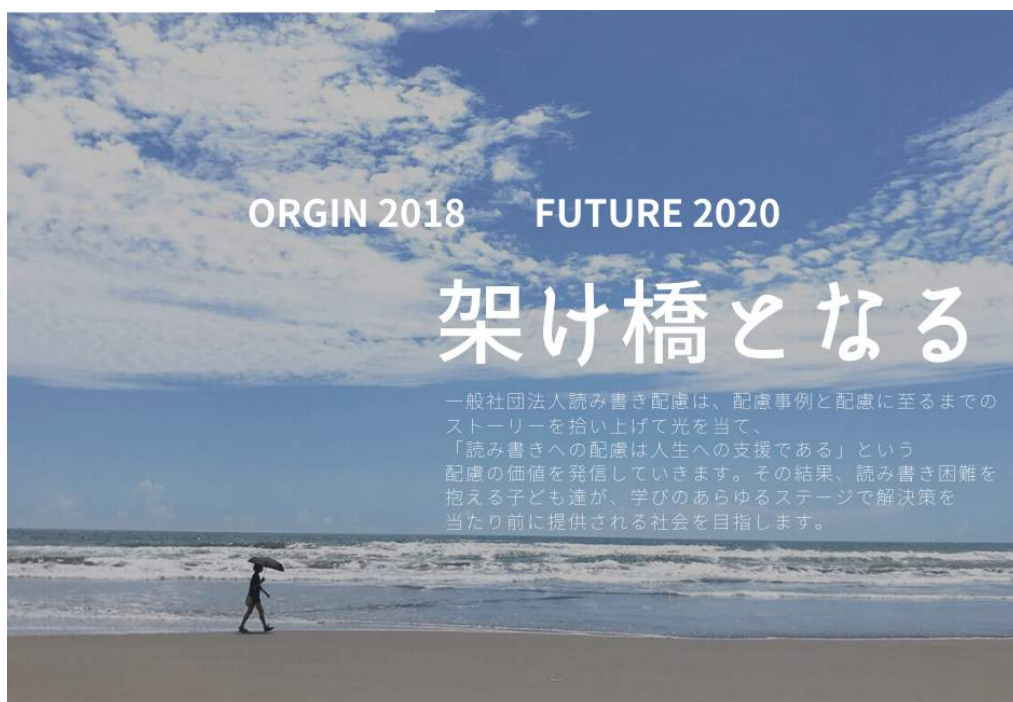 ORGIN 2018 FUTURE 2020
架け橋となる
一般社団法人読み書き配慮は、配慮事例と配慮に至るまでの
ストーリーを拾い上げて光を当て、
「読み書きへの配慮は人生への支援である」という
配慮の価値を発信していきます。その結果、読み書き困難を
抱える子ども達が、学びのあらゆるステージで解決策を
当たり前に提供される社会を目指します。